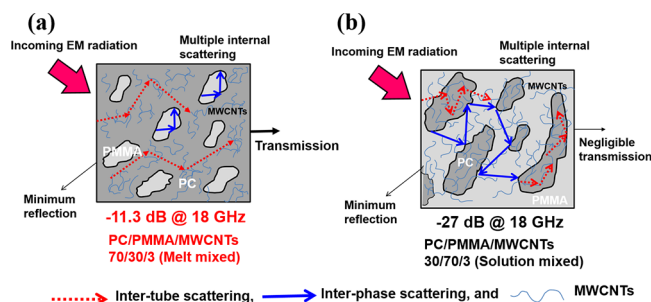 (a)
Incoming EM radiation
Multiple internal
scattering
MWCNTs
PMMA
PC
Transmission
Minimum
reflection
-11.3 dB @ 18 GHz
PC/PMMA/MWCNTs
70/30/3 (Melt mixed)
(b)
Incoming EM radiation
Multiple internal
scattering
MWCNTs
PC
PMMA
Negligible
transmission
Minimum
reflection
-27 dB @ 18 GHz
PC/PMMA/MWCNTs
30/70/3 (Solution mixed)
Inter-tube scattering, Inter-phase scattering, and MWCNTs